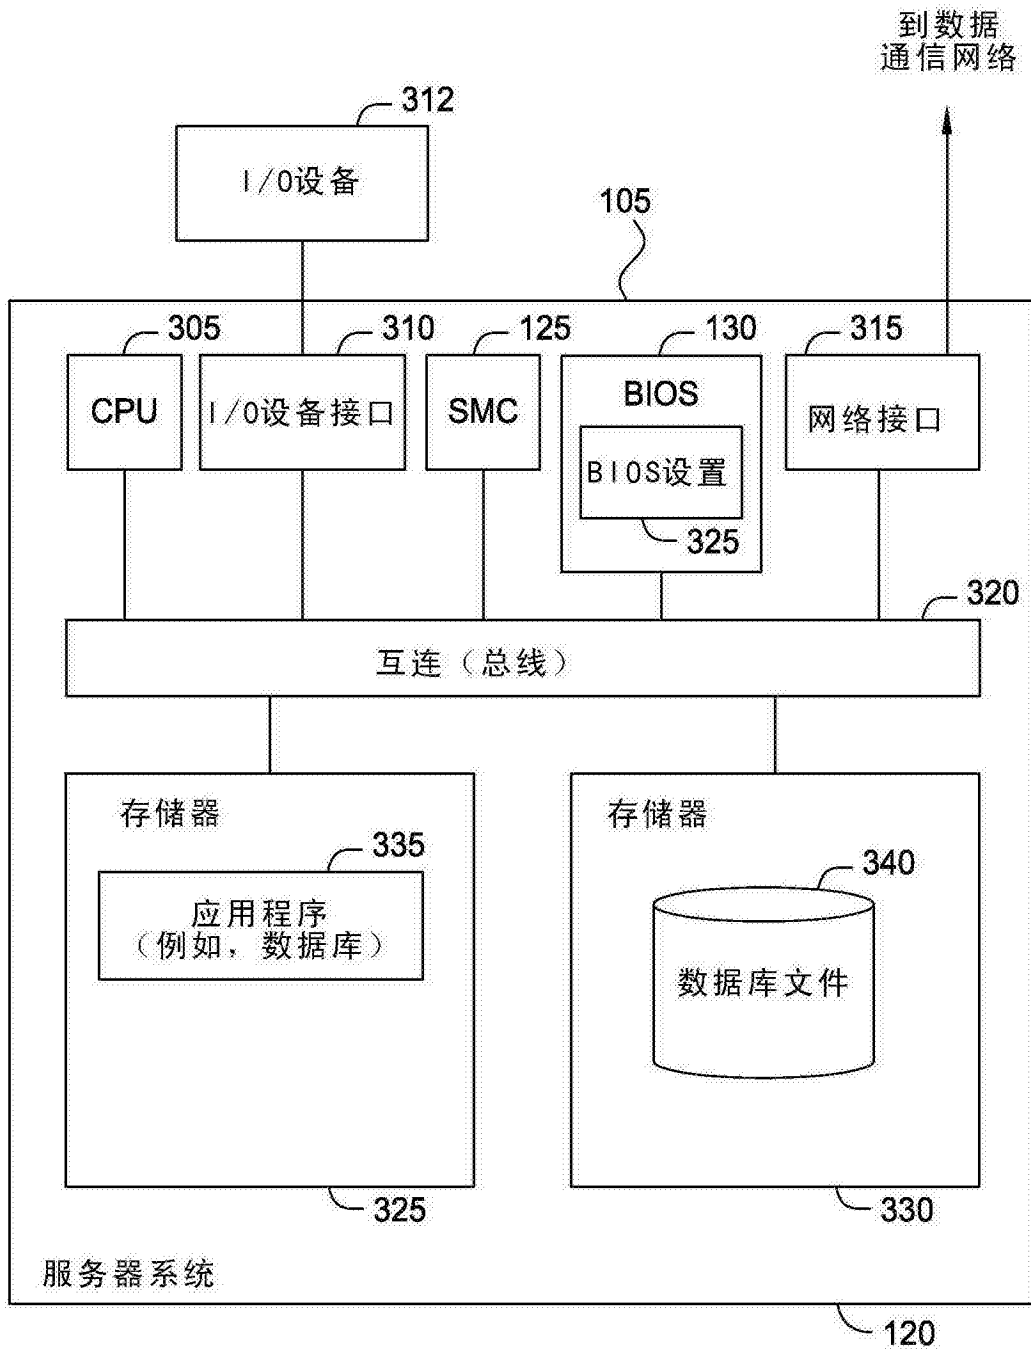 到数据
通信网络
312
I/O设备
105
305
310
125
130
315
CPU
I/O设备接口
SMC
BIOS
网络接口
BIOS设置
325
320
互连（总线）
存储器
335
应用程序
（例如，数据库）
325
存储器
340
数据库文件
330
服务器系统
120